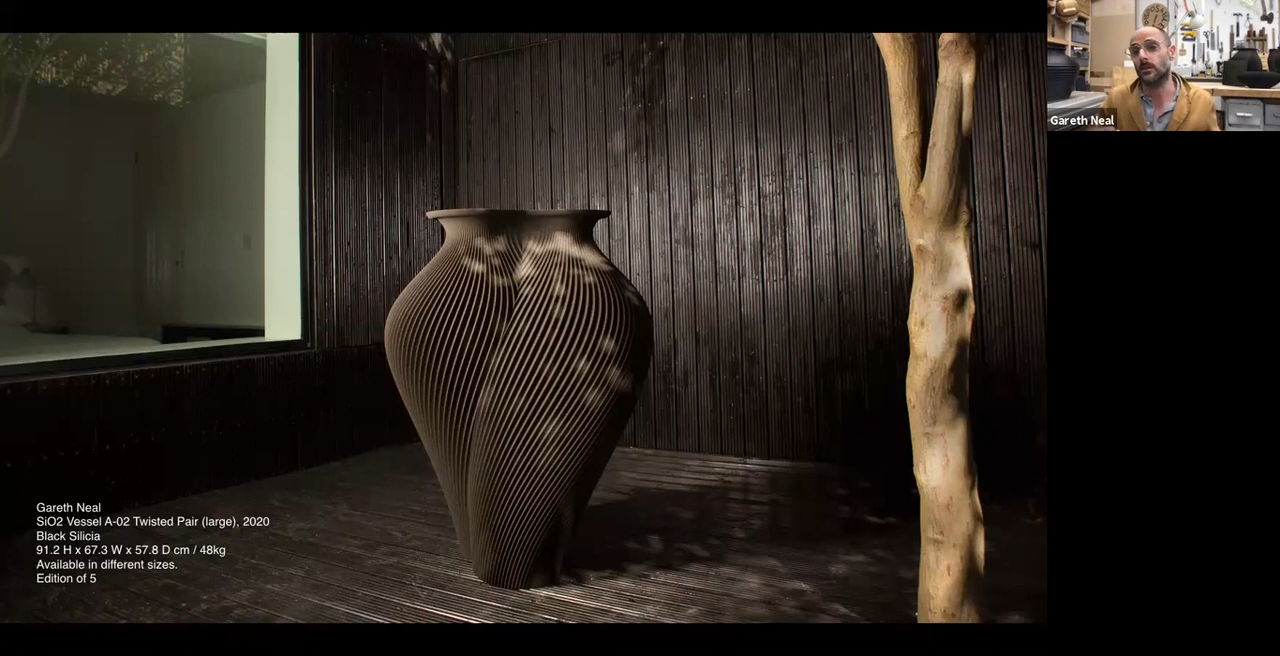 Gareth Neal
SiO2 Vessel A-02 Twisted Pair (large), 2020
Black Silicia
91.2 H x 67.3 W x 57.8 D cm / 48kg
Available in different sizes.
Edition of 5
Gareth Neal